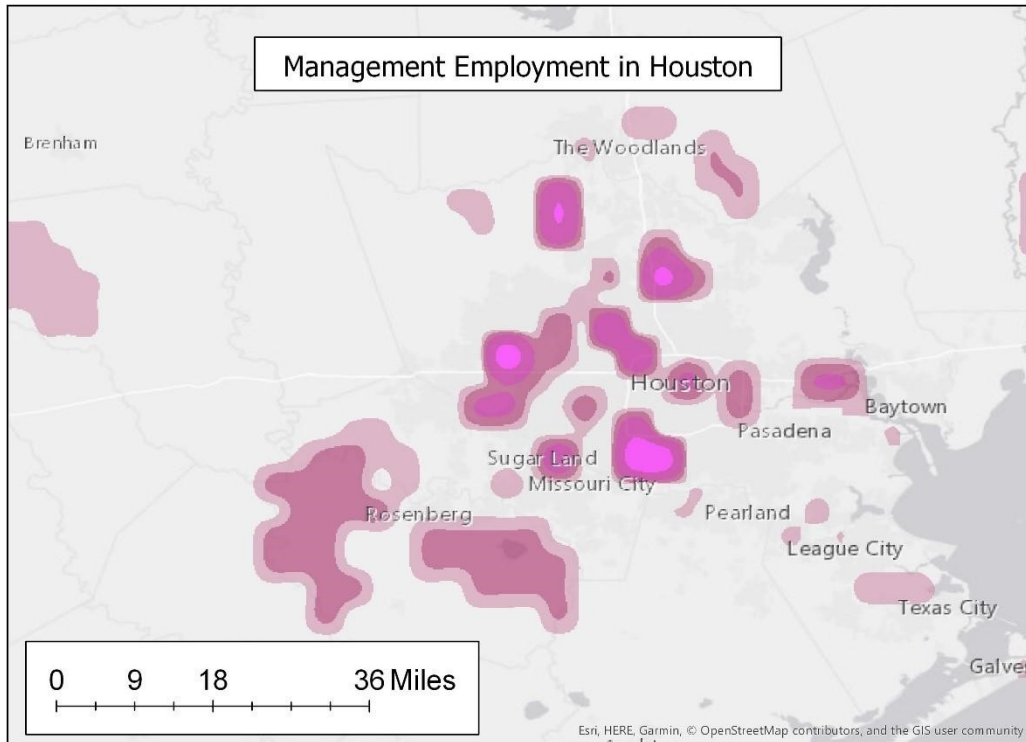 Management Employment in Houston
Brenham
The Woodlands
Houston
Baytown
Pasadena
Sugar Land
Missouri City
Rosenberg
Pearland
League City
Texas City
Galves
0 9 18 36 Miles
Esri, HERE, Garmin, © OpenStreetMap contributors, and the GIS user community